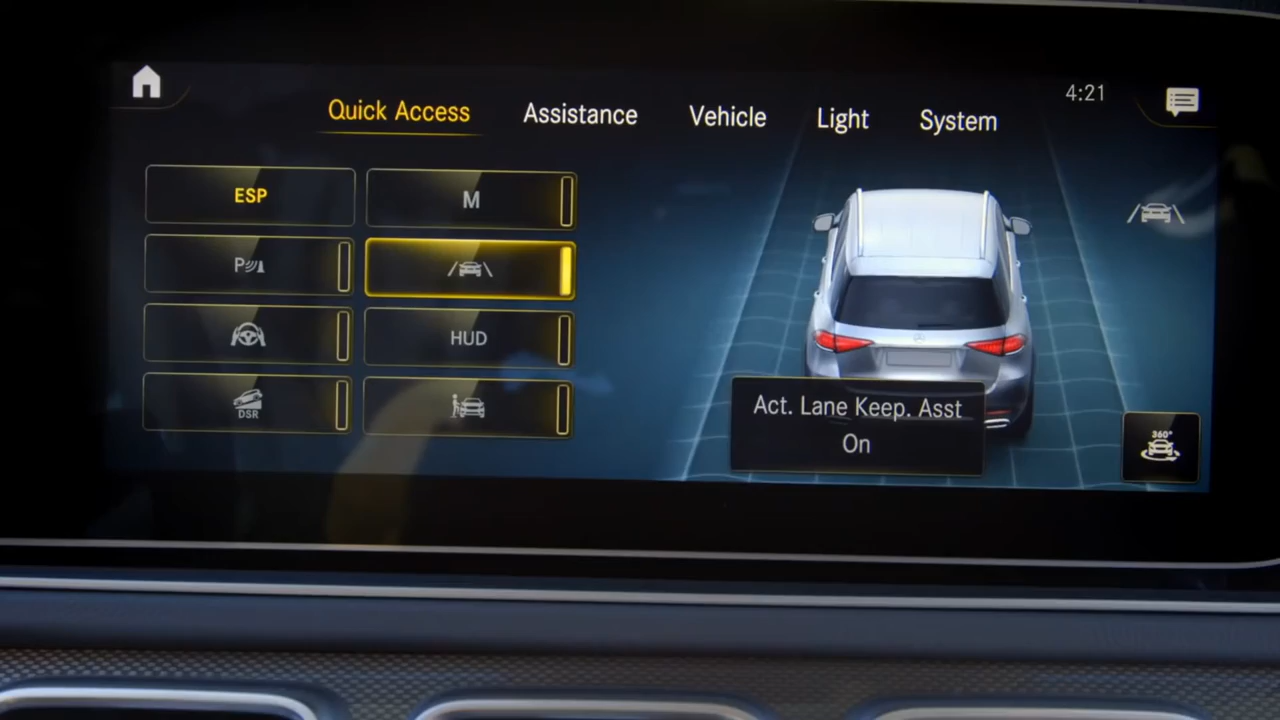 4:21
Quick Access Assistance Vehicle Light System
ESP
M
P
HUD
DSR
Act. Lane Keep. Asst
On
360°